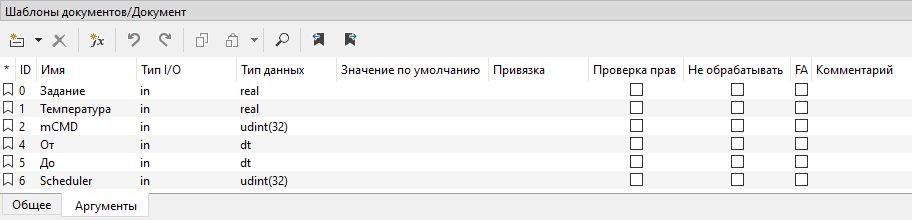 Шаблоны документов/Документ
* ID Имя Тип I/O Тип данных Значение по умолчанию Привязка Проверка прав Не обрабатывать FA Комментарий
0 Задание in real
1 Температура in real
2 mCMD in udint(32)
4 От in dt
5 До in dt
6 Scheduler in udint(32)
Общее Аргументы